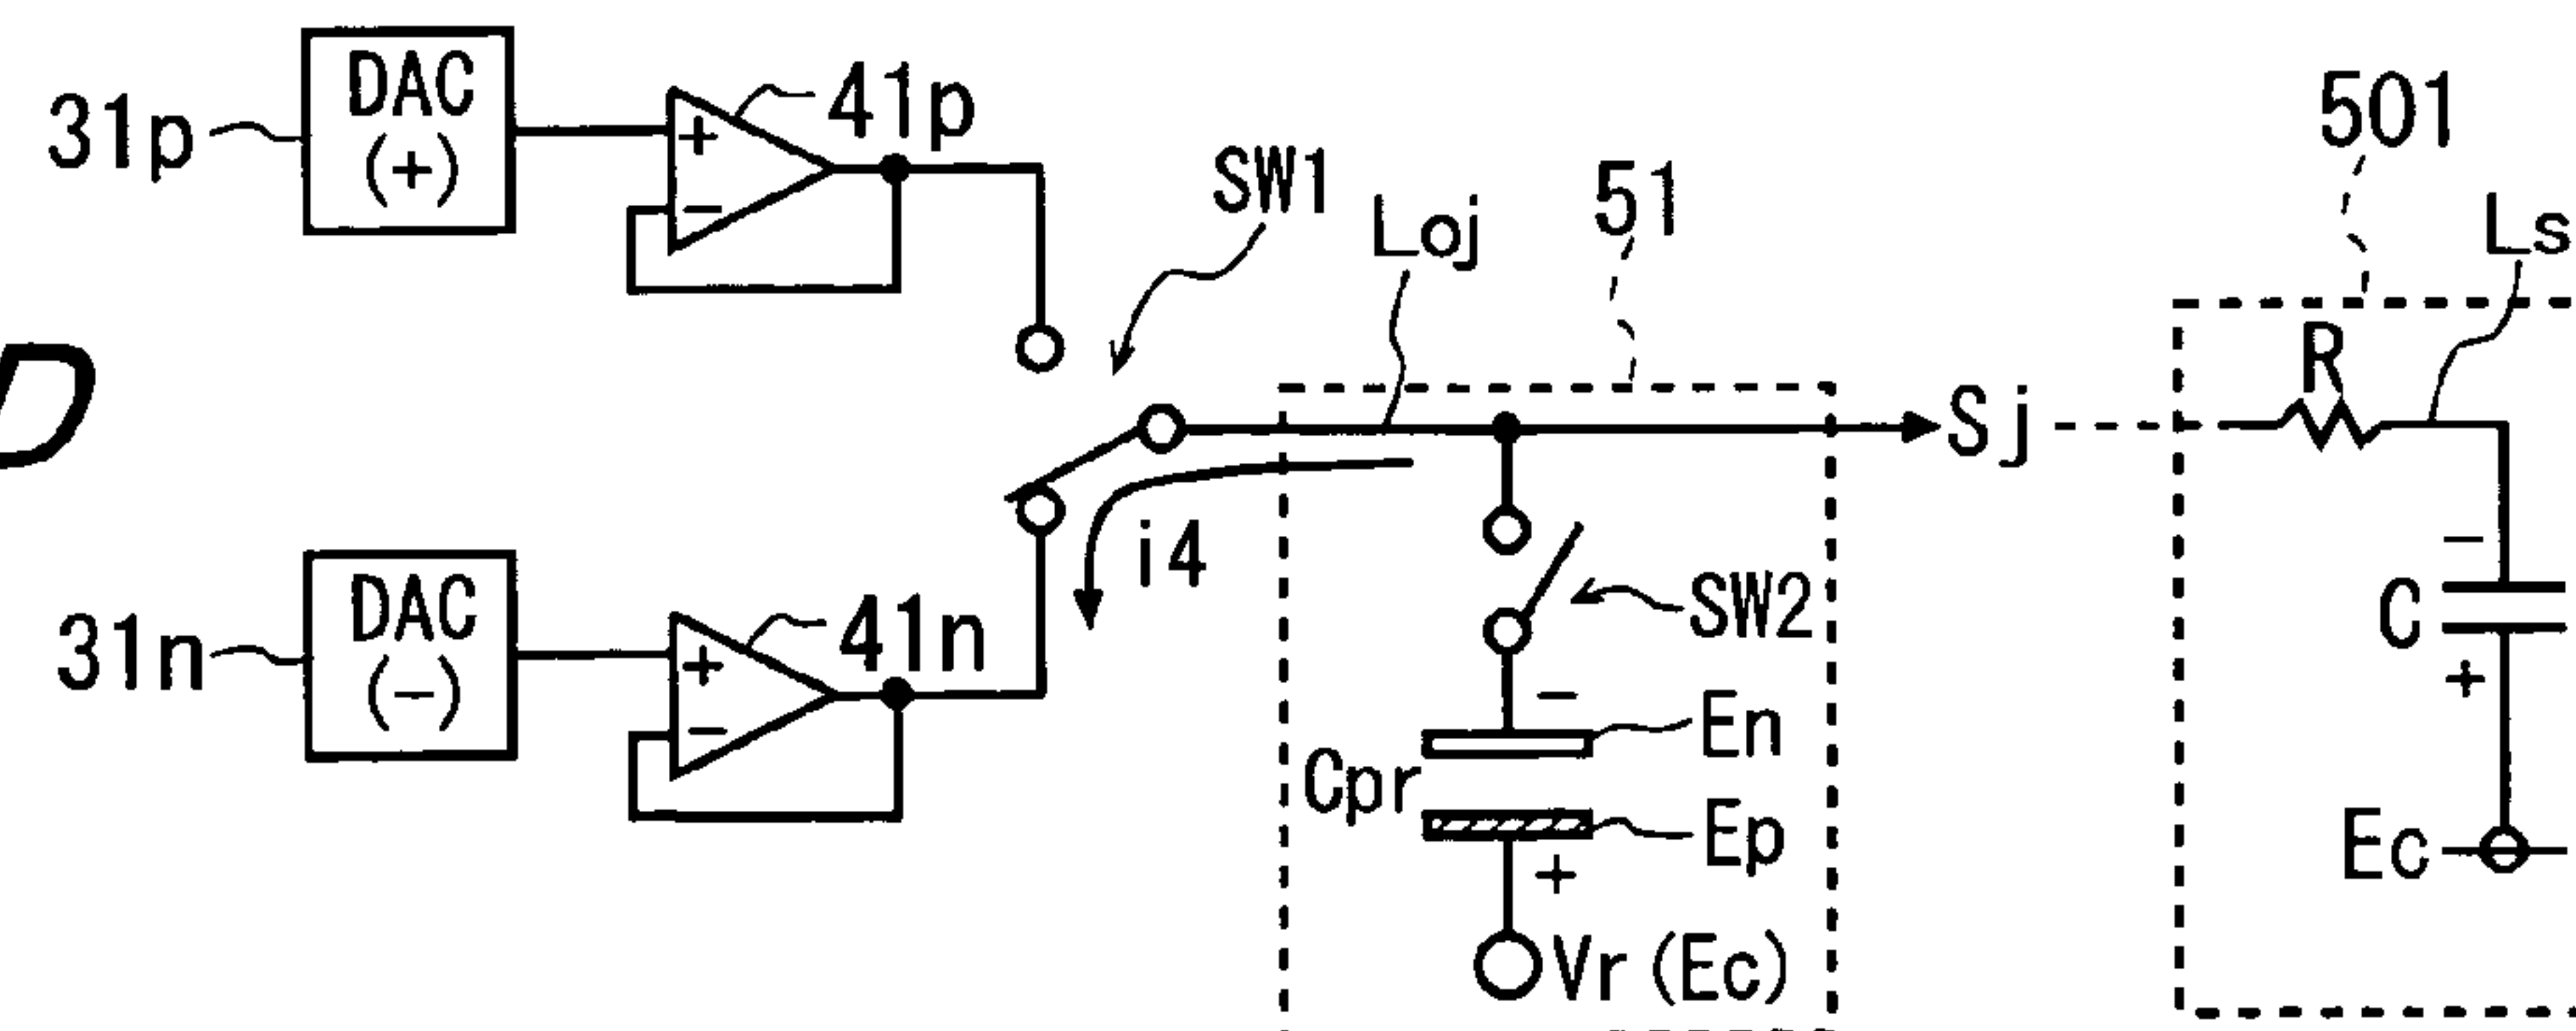 DAC
(+)
31p
+
−
41p
SW1
Loj
51
501
Ls
R
D
Sj
i4
DAC
(−)
31n
+
−
41n
SW2
−
En
Cpr
Ep
+
Vr(Ec)
−
C
+
Ec